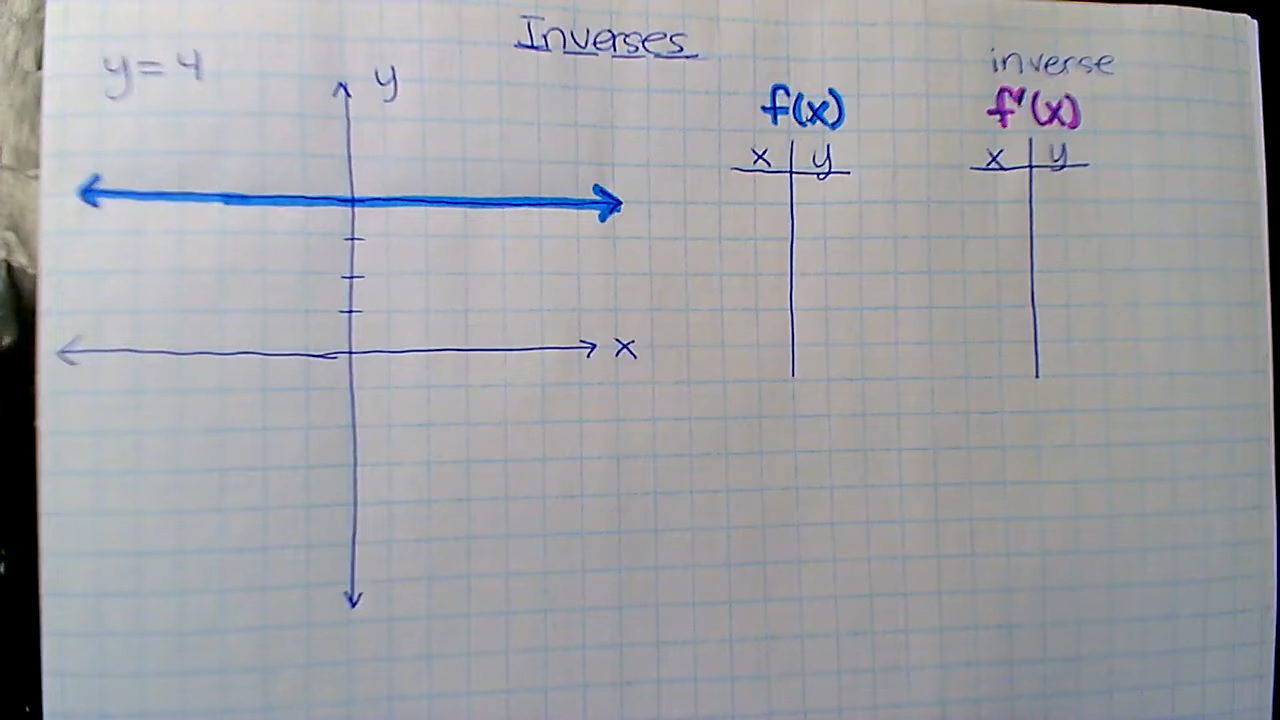 Inverses
y = 4
y
x
f(x)
x y
inverse
f'(x)
x y